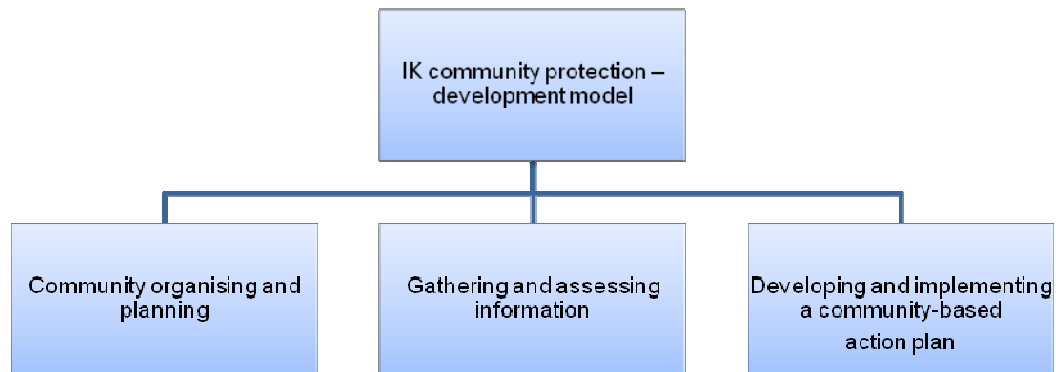 IK community protection –
development model
Community organising and
planning
Gathering and assessing
information
Developing and implementing
a community-based
action plan